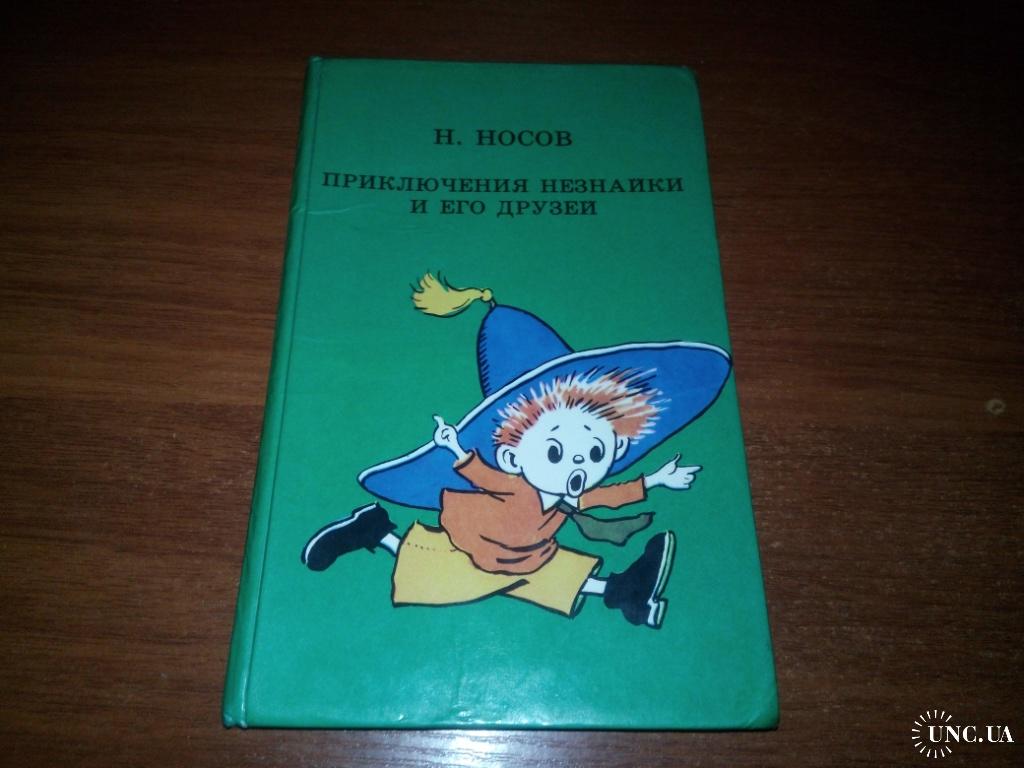 Н. НОСОВ
ПРИКЛЮЧЕНИЯ НЕЗНАЙКИ
И ЕГО ДРУЗЕЙ
UNC.UA